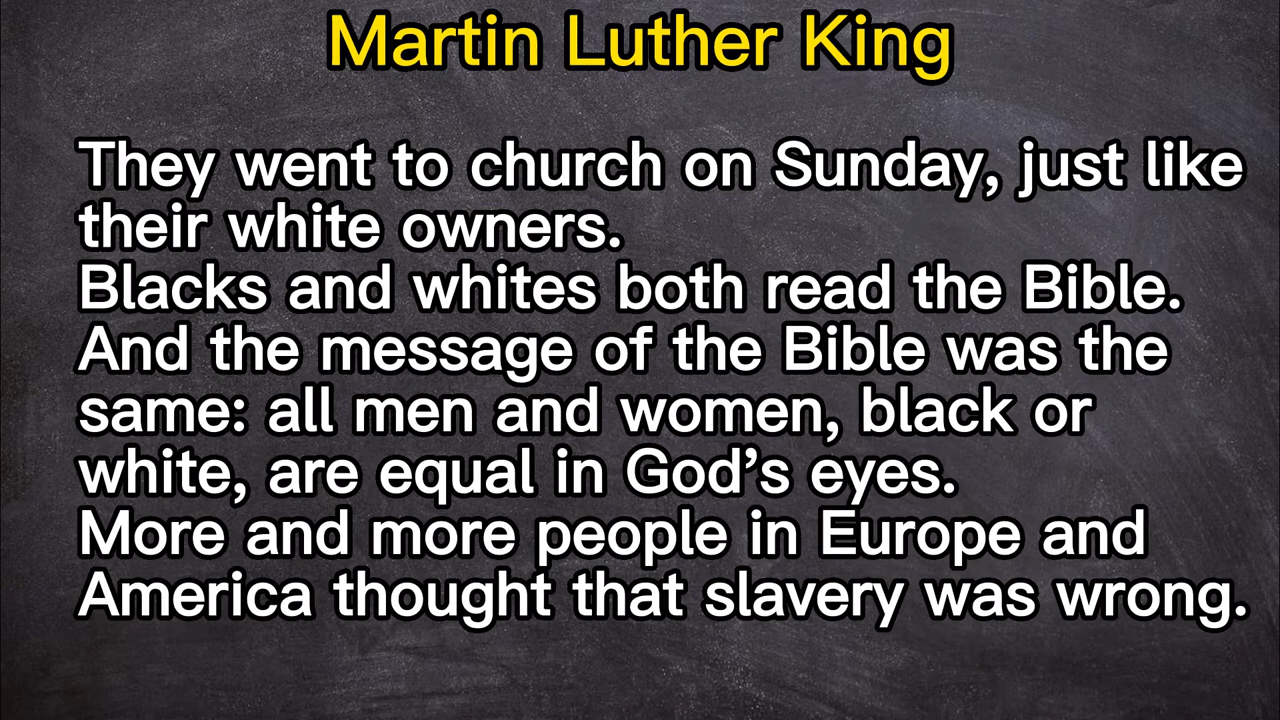 Martin Luther King
They went to church on Sunday, just like
their white owners.
Blacks and whites both read the Bible.
And the message of the Bible was the
same: all men and women, black or
white, are equal in God’s eyes.
More and more people in Europe and
America thought that slavery was wrong.